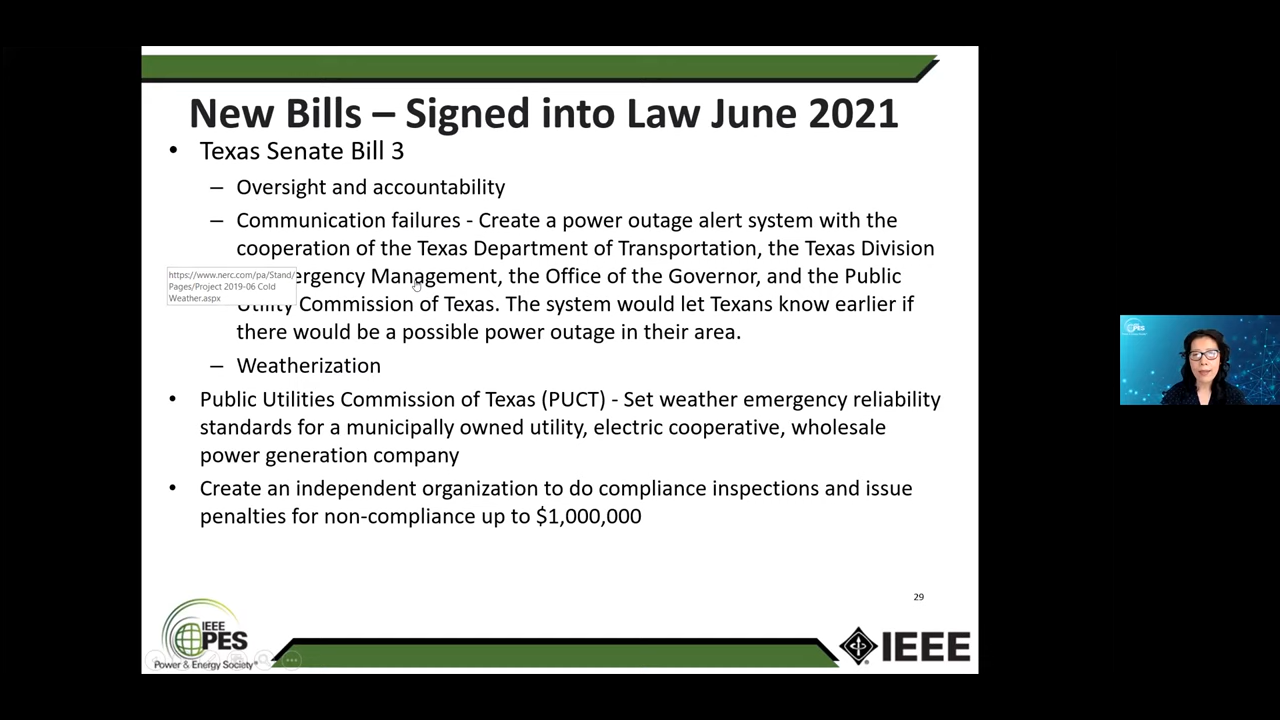 New Bills – Signed into Law June 2021
• Texas Senate Bill 3
– Oversight and accountability
– Communication failures - Create a power outage alert system with the
cooperation of the Texas Department of Transportation, the Texas Division
ergency Management, the Office of the Governor, and the Public
https://www.nerc.com/pa/Stand/
Pages/Project 2019-06 Cold
Weather.aspx
Utility Commission of Texas. The system would let Texans know earlier if
there would be a possible power outage in their area.
– Weatherization
• Public Utilities Commission of Texas (PUCT) - Set weather emergency reliability
standards for a municipally owned utility, electric cooperative, wholesale
power generation company
• Create an independent organization to do compliance inspections and issue
penalties for non-compliance up to $1,000,000
29
IEEE
PES
Power & Energy Society®
IEEE
PES